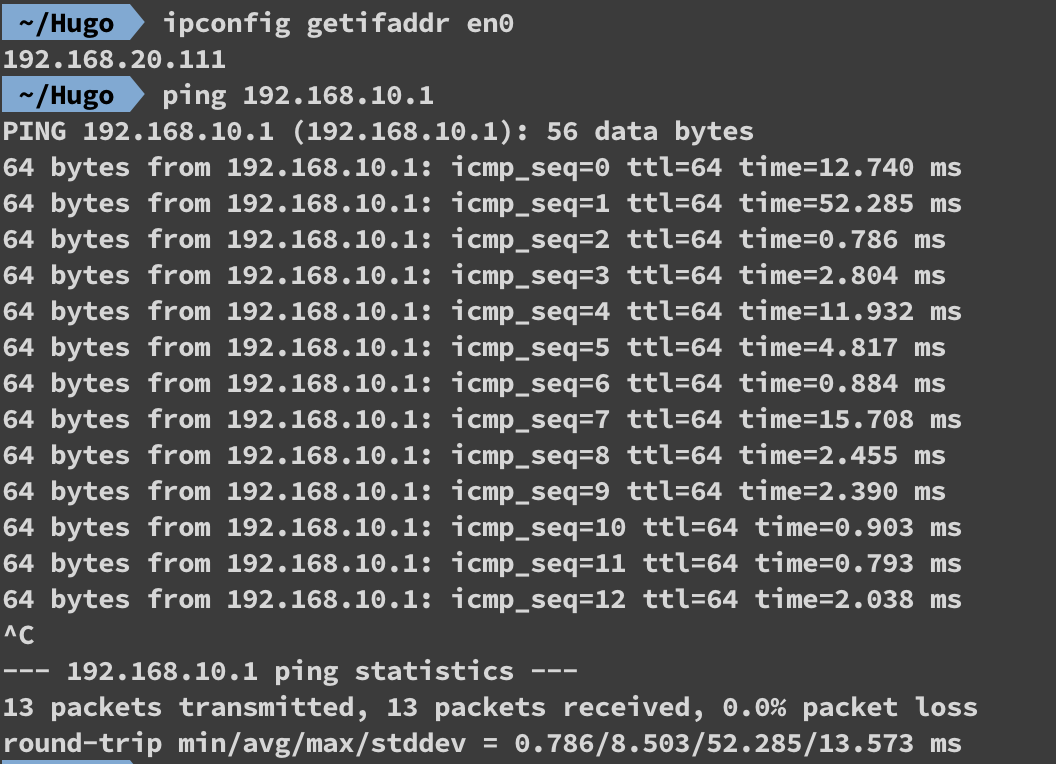 ~/Hugo ipconfig getifaddr en0
192.168.20.111
~/Hugo ping 192.168.10.1
PING 192.168.10.1 (192.168.10.1): 56 data bytes
64 bytes from 192.168.10.1: icmp_seq=0 ttl=64 time=12.740 ms
64 bytes from 192.168.10.1: icmp_seq=1 ttl=64 time=52.285 ms
64 bytes from 192.168.10.1: icmp_seq=2 ttl=64 time=0.786 ms
64 bytes from 192.168.10.1: icmp_seq=3 ttl=64 time=2.804 ms
64 bytes from 192.168.10.1: icmp_seq=4 ttl=64 time=11.932 ms
64 bytes from 192.168.10.1: icmp_seq=5 ttl=64 time=4.817 ms
64 bytes from 192.168.10.1: icmp_seq=6 ttl=64 time=0.884 ms
64 bytes from 192.168.10.1: icmp_seq=7 ttl=64 time=15.708 ms
64 bytes from 192.168.10.1: icmp_seq=8 ttl=64 time=2.455 ms
64 bytes from 192.168.10.1: icmp_seq=9 ttl=64 time=2.390 ms
64 bytes from 192.168.10.1: icmp_seq=10 ttl=64 time=0.903 ms
64 bytes from 192.168.10.1: icmp_seq=11 ttl=64 time=0.793 ms
64 bytes from 192.168.10.1: icmp_seq=12 ttl=64 time=2.038 ms
^C
--- 192.168.10.1 ping statistics ---
13 packets transmitted, 13 packets received, 0.0% packet loss
round-trip min/avg/max/stddev = 0.786/8.503/52.285/13.573 ms